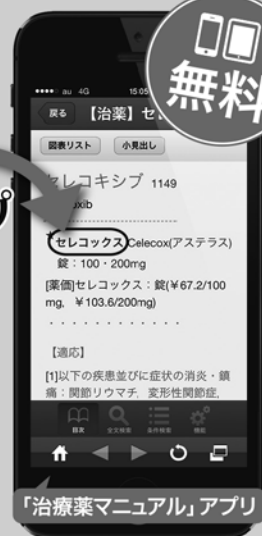 無料
au 4G 15:05
戻る 【治薬】セ
図表リスト 小見出し
セレコキシブ 1149
xib
*セレコックス Celecox(アステラス)
錠：100・200mg
[薬価]セレコックス：錠(¥67.2/100
mg, ¥103.6/200mg)
・・・・・・・・・・・・
【適応】
[1]以下の疾患並びに症状の消炎・鎮
痛：関節リウマチ, 変形性関節症,
目次 全文検索 条件検索 機能
「治療薬マニュアル」アプリ